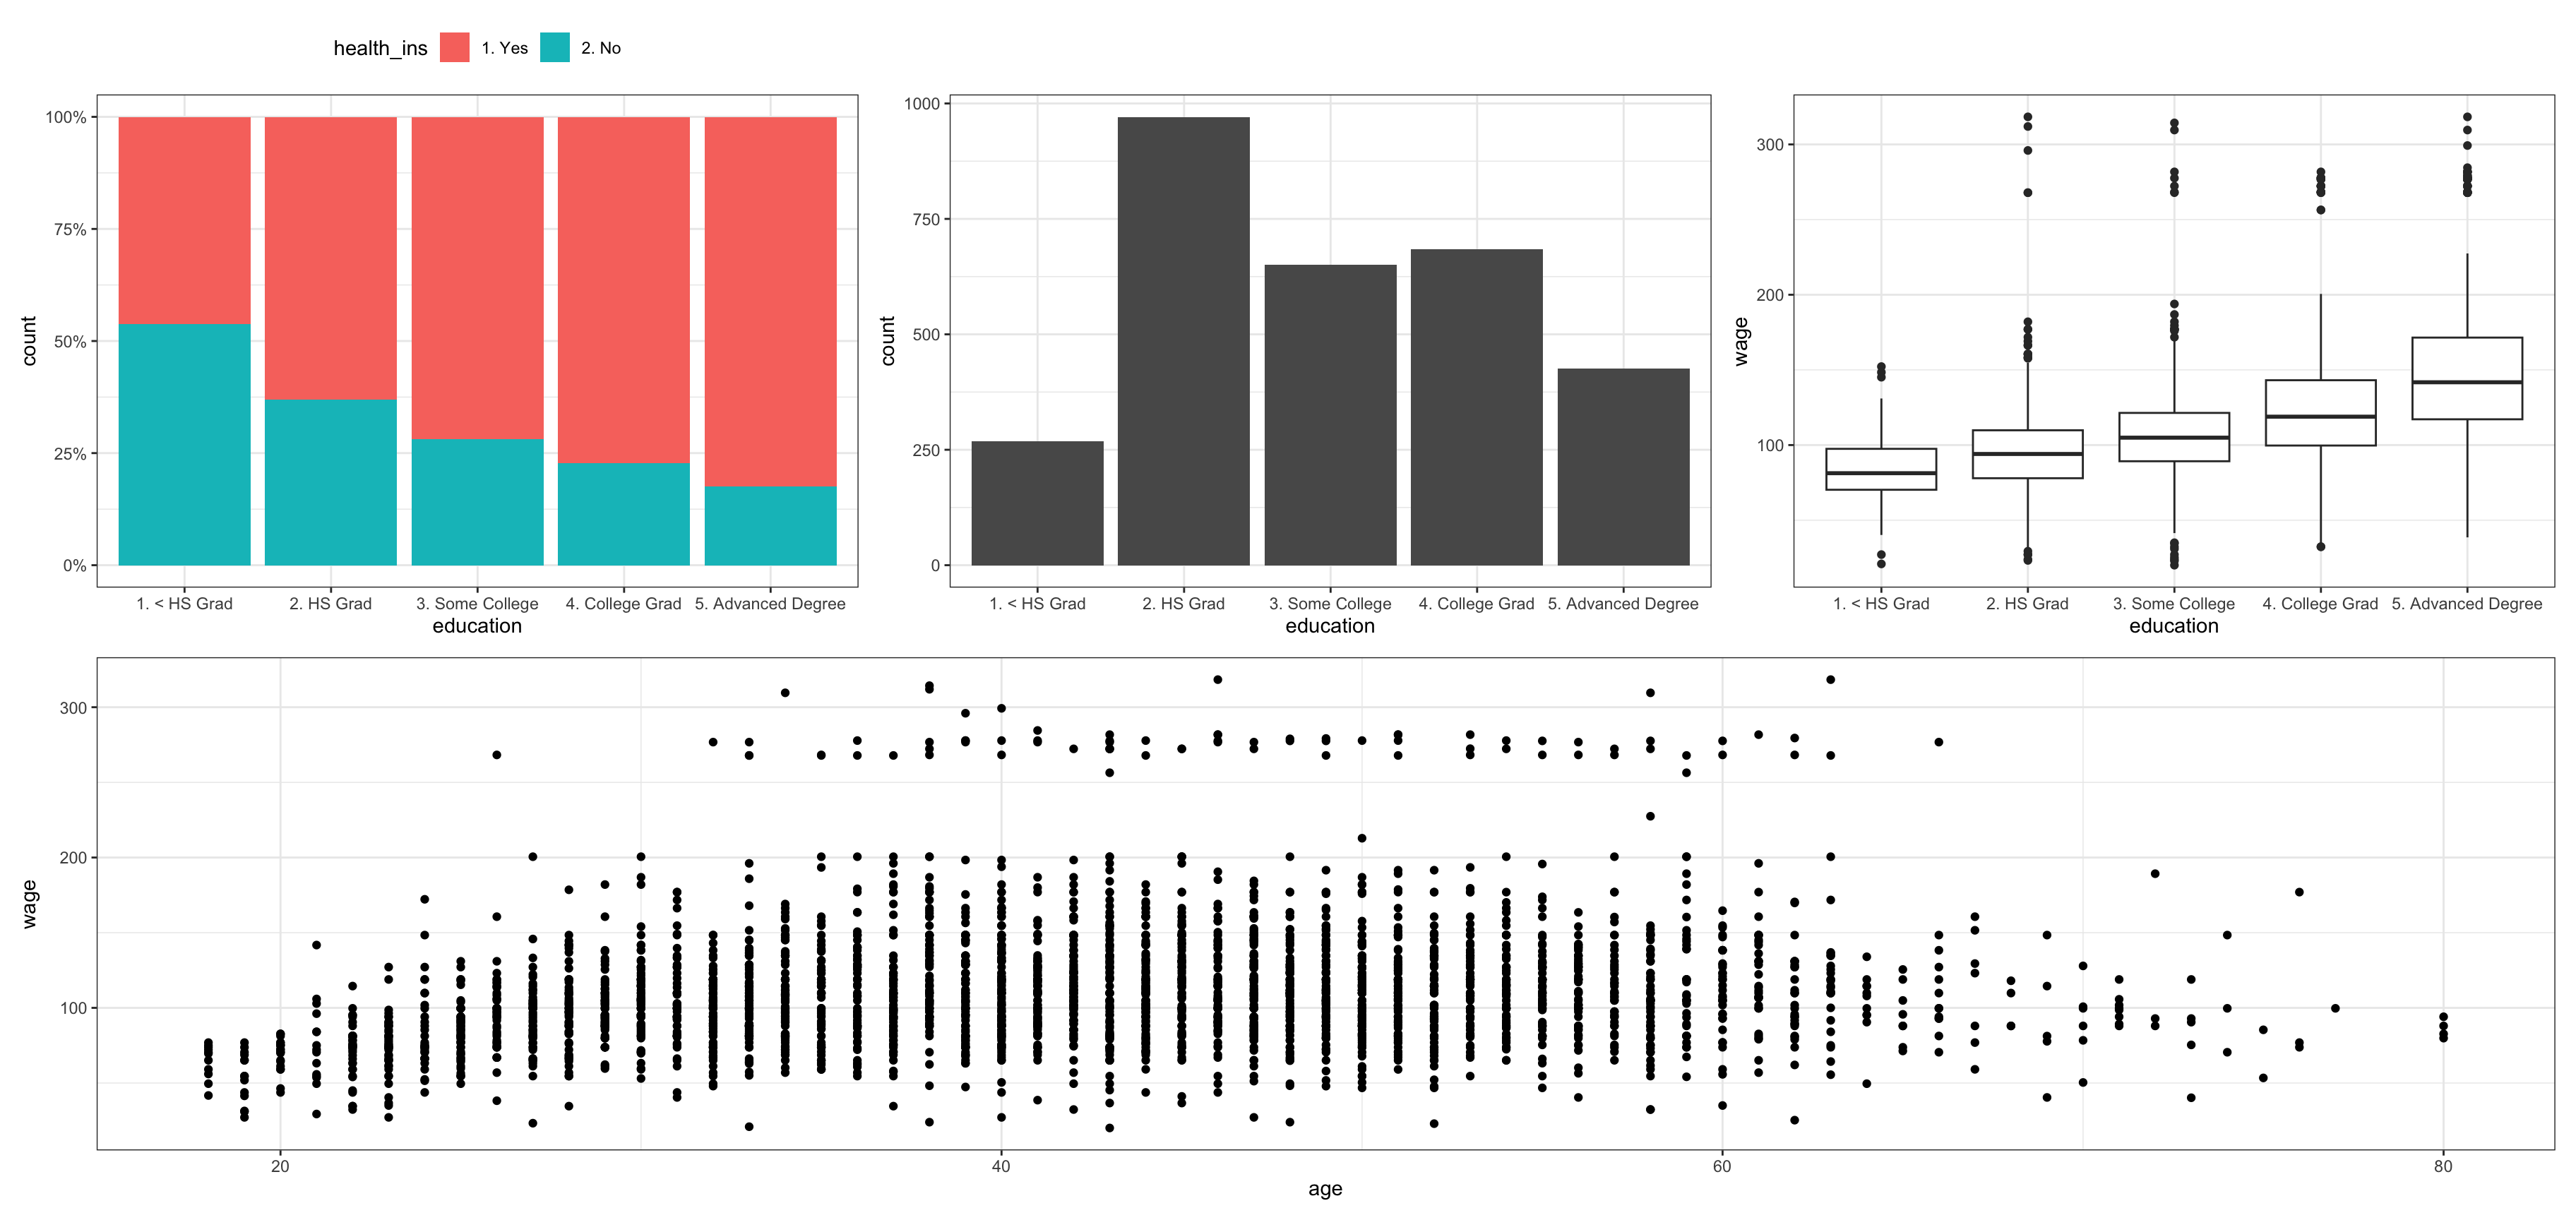 health_ins 1. Yes 2. No
count
100%
75%
50%
25%
0%
1. < HS Grad 2. HS Grad 3. Some College 4. College Grad 5. Advanced Degree
education
count
1000
750
500
250
0
1. < HS Grad 2. HS Grad 3. Some College 4. College Grad 5. Advanced Degree
education
wage
300
200
100
1. < HS Grad 2. HS Grad 3. Some College 4. College Grad 5. Advanced Degree
education
wage
300
200
100
20 40 60 80
age